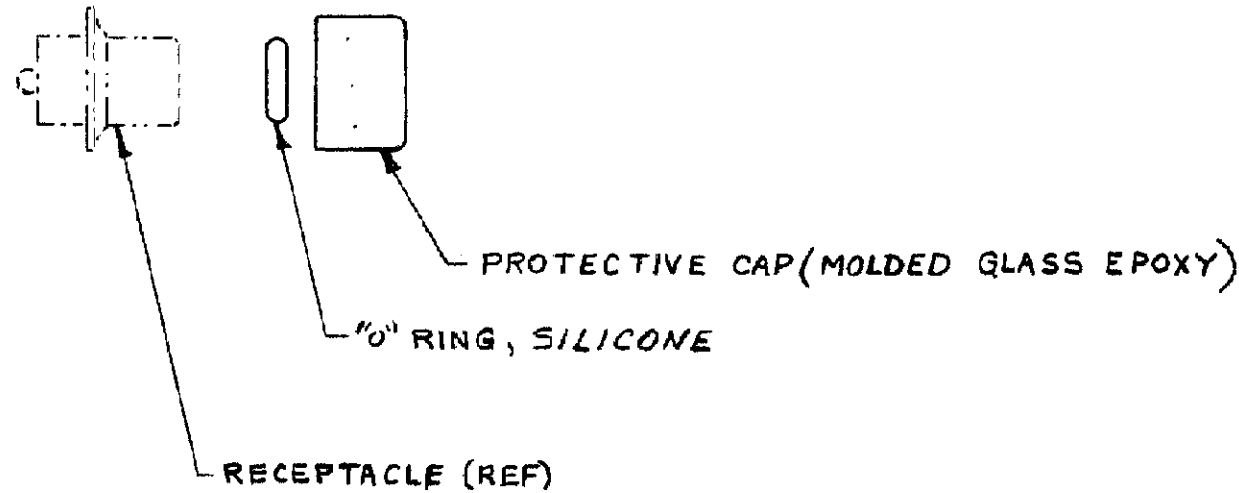 PROTECTIVE CAP (MOLDED GLASS EPOXY)
"O" RING, SILICONE
RECEPTACLE (REF)